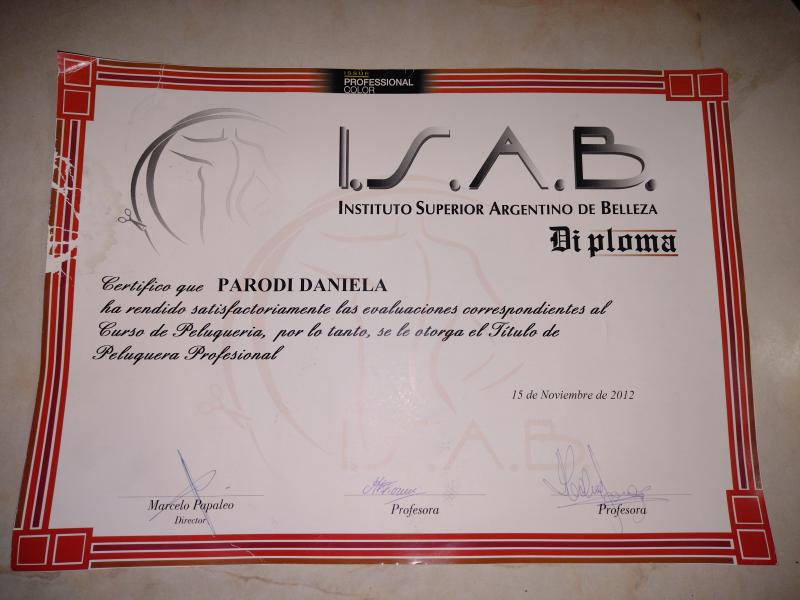 ISSUE
PROFESSIONAL
COLOR
I.S.A.B.
INSTITUTO SUPERIOR ARGENTINO DE BELLEZA
Diploma
Certifico que PARODI DANIELA
ha rendido satisfactoriamente las evaluaciones correspondientes al
Curso de Peluqueria, por lo tanto, se le otorga el Título de
Peluquera Profesional
15 de Noviembre de 2012
I.S.A.B.
Marcelo Papaleo
Director
Profesora
Profesora